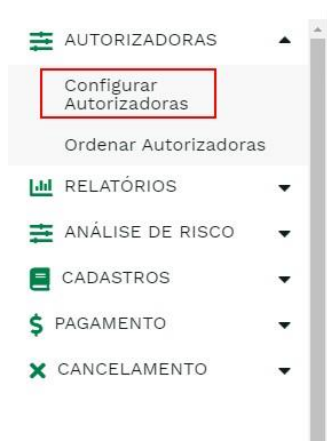 AUTORIZADORAS
Configurar
Autorizadoras
Ordenar Autorizadoras
RELATÓRIOS
ANÁLISE DE RISCO
CADASTROS
PAGAMENTO
CANCELAMENTO